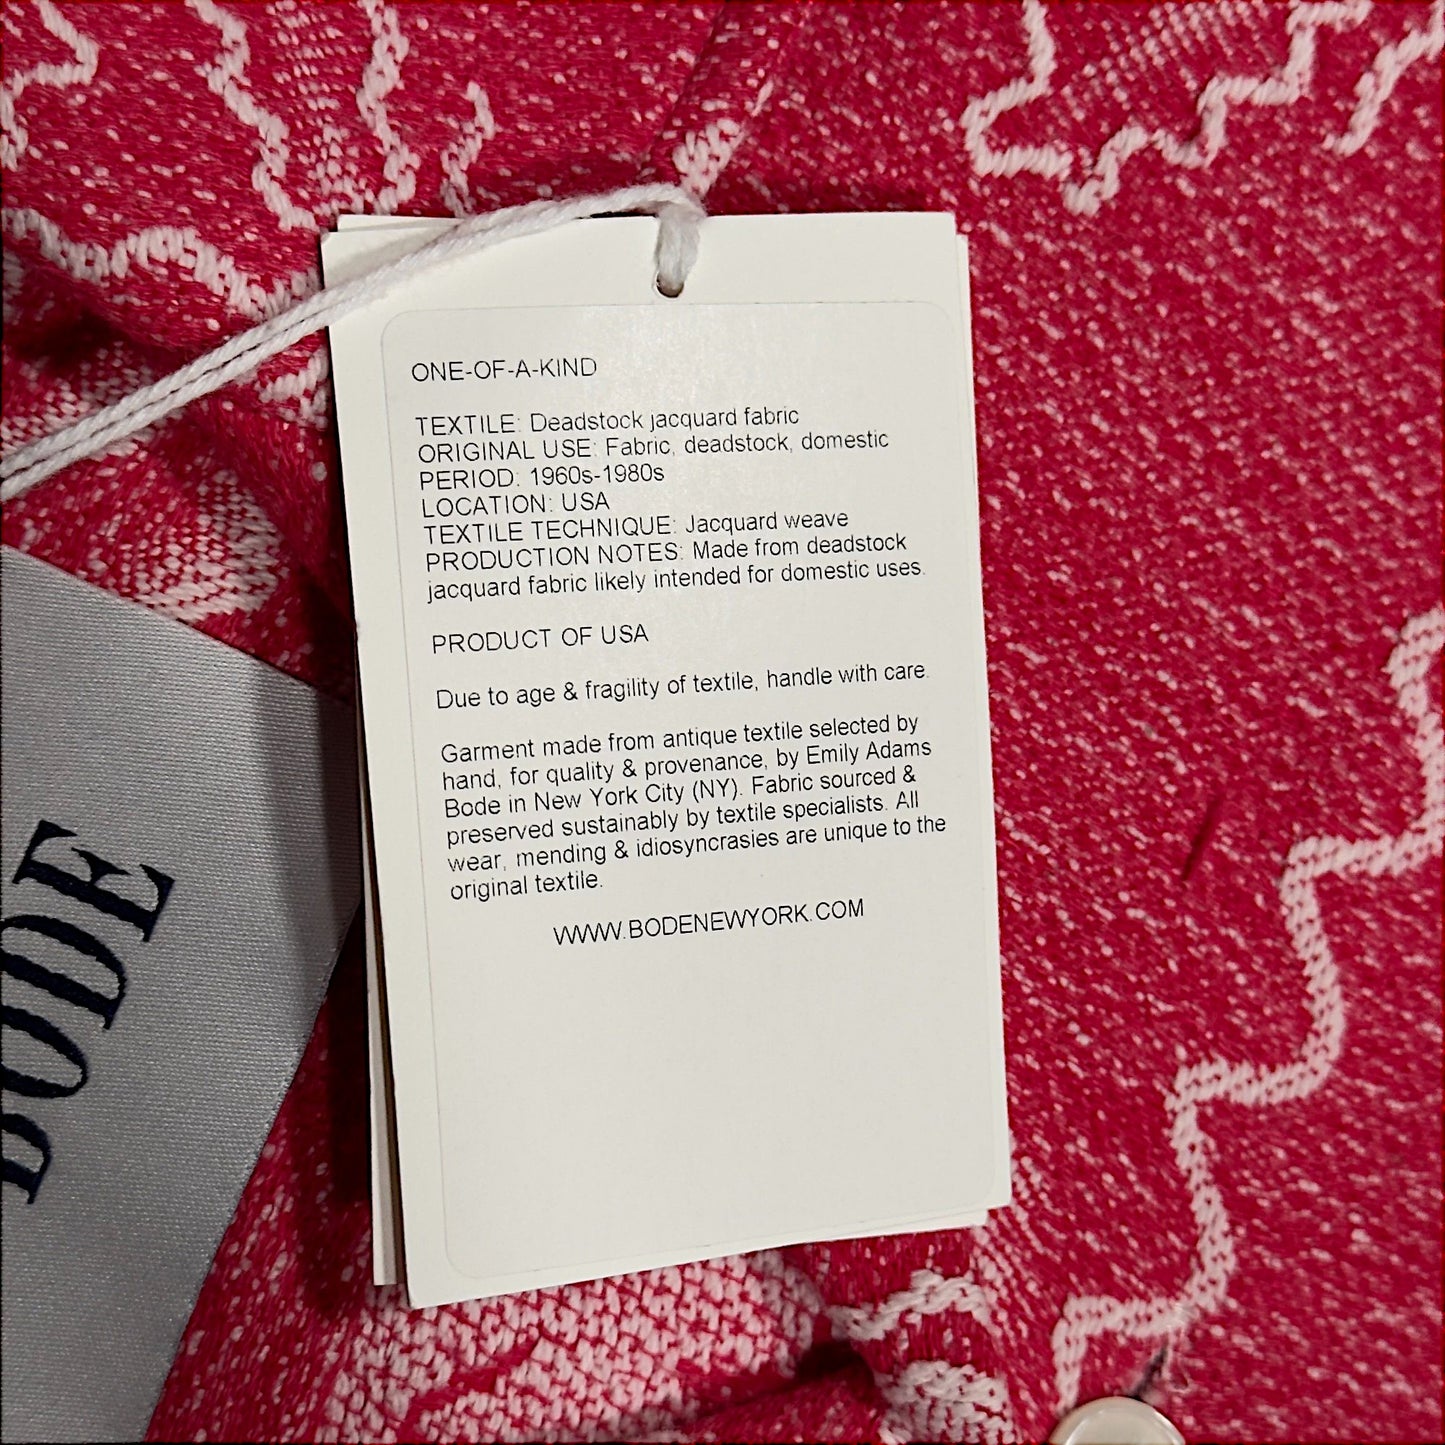 ONE-OF-A-KIND
TEXTILE: Deadstock jacquard fabric
ORIGINAL USE: Fabric, deadstock, domestic
PERIOD: 1960s-1980s
LOCATION: USA
TEXTILE TECHNIQUE: Jacquard weave
PRODUCTION NOTES: Made from deadstock
jacquard fabric likely intended for domestic uses.
PRODUCT OF USA
Due to age & fragility of textile, handle with care.
Garment made from antique textile selected by
hand, for quality & provenance, by Emily Adams
Bode in New York City (NY). Fabric sourced &
preserved sustainably by textile specialists. All
wear, mending & idiosyncrasies are unique to the
original textile.
WWW.BODENEWYORK.COM
BODE